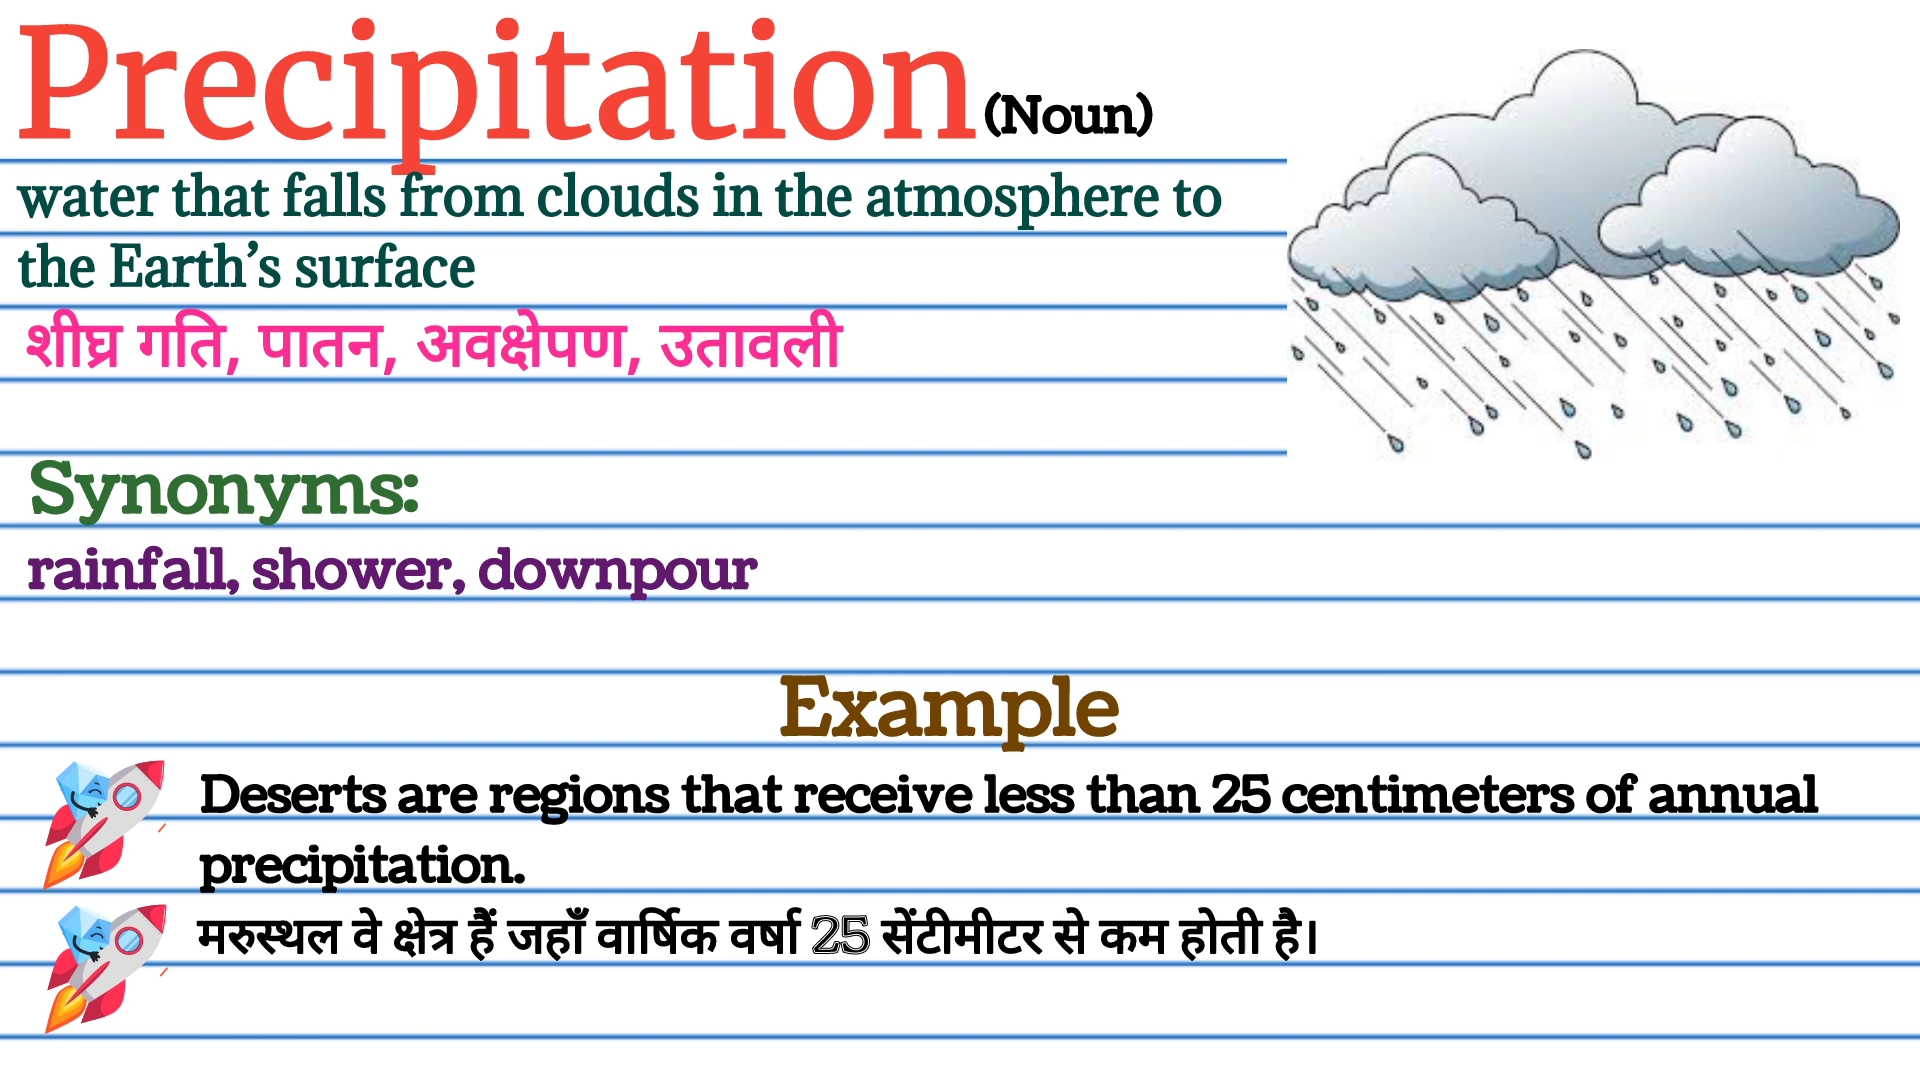 Precipitation (Noun)
water that falls from clouds in the atmosphere to
the Earth’s surface
शीघ्र गति, पातन, अवक्षेपण, उतावली
Synonyms:
rainfall, shower, downpour
Example
Deserts are regions that receive less than 25 centimeters of annual
precipitation.
मरुस्थल वे क्षेत्र हैं जहाँ वार्षिक वर्षा 25 सेंटीमीटर से कम होती है।